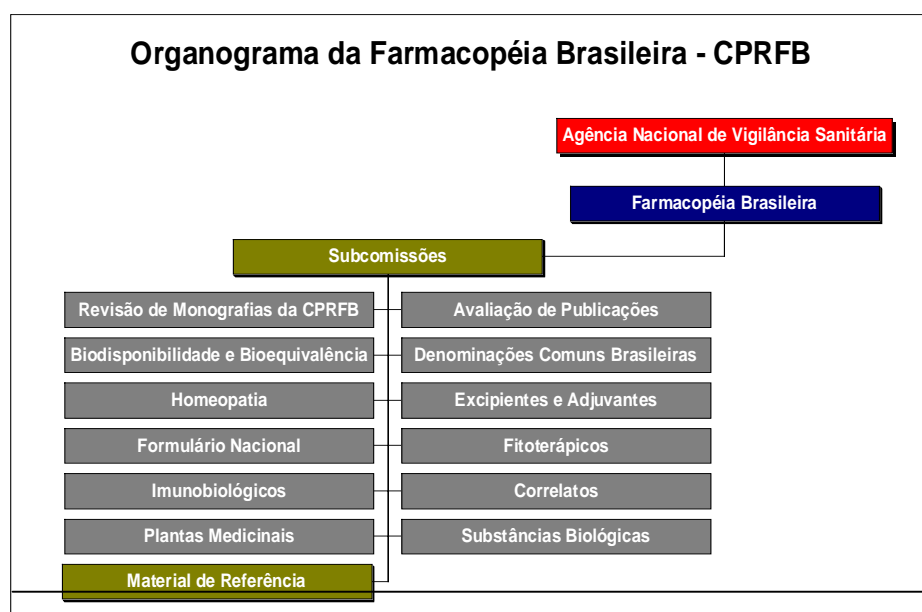 Organograma da Farmacopéia Brasileira - CPRFB
Agência Nacional de Vigilância Sanitária
Farmacopéia Brasileira
Subcomissões
Revisão de Monografias da CPRFB
Avaliação de Publicações
Biodisponibilidade e Bioequivalência
Denominações Comuns Brasileiras
Homeopatia
Excipientes e Adjuvantes
Formulário Nacional
Fitoterápicos
Imunobiológicos
Correlatos
Plantas Medicinais
Substâncias Biológicas
Material de Referência